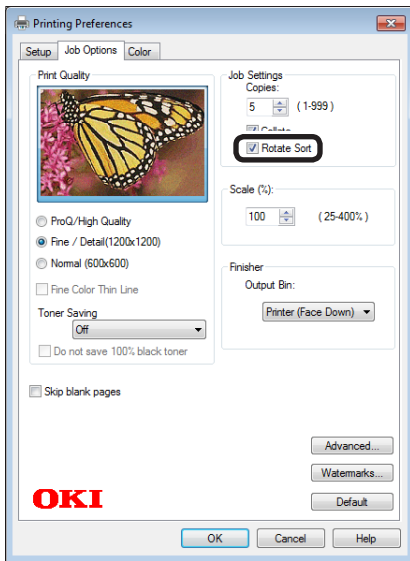 Printing Preferences
Setup Job Options Color
Print Quality
ProQ/High Quality
Fine / Detail(1200x1200)
Normal (600x600)
Fine Color Thin Line
Toner Saving
Off
Do not save 100% black toner
Skip blank pages
Job Settings
Copies:
5 (1-999)
Collate
Rotate Sort
Scale (%):
100 (25-400%)
Finisher
Output Bin:
Printer (Face Down)
Advanced...
Watermarks...
Default
OKI
OK Cancel Help